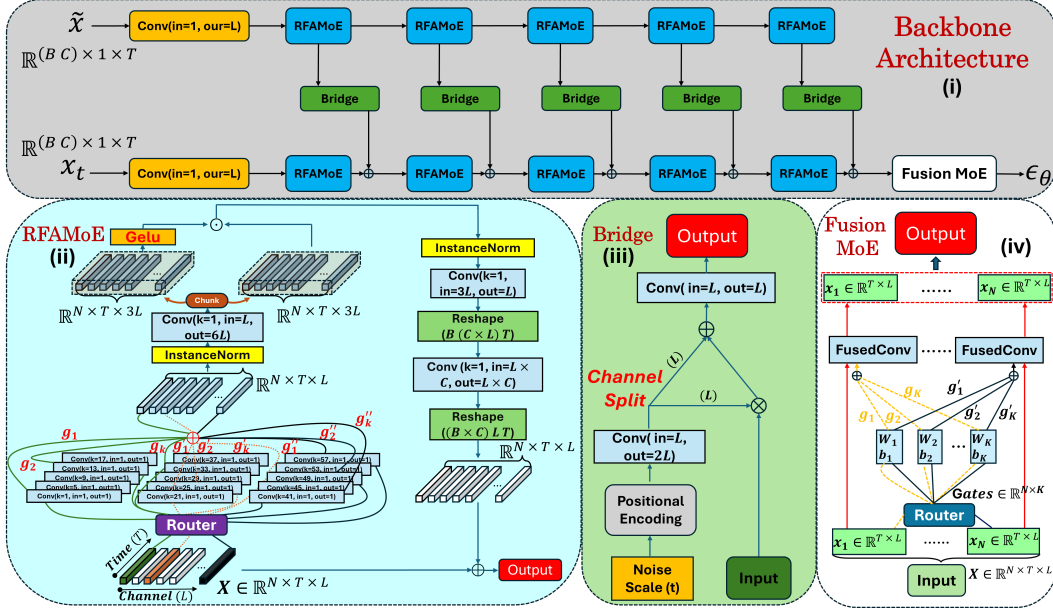 x̃
Conv(in=1, our=L)
RFAMoE
RFAMoE
RFAMoE
RFAMoE
RFAMoE
Backbone
Architecture
(i)
ℝ^(B C) × 1 × T
Bridge
Bridge
Bridge
Bridge
Bridge
ℝ^(B C) × 1 × T
x_t
Conv(in=1, our=L)
RFAMoE
⊕
RFAMoE
⊕
RFAMoE
⊕
RFAMoE
⊕
RFAMoE
⊕
Fusion MoE
ϵ_θ
RFAMoE
(ii)
Gelu
⊙
ℝ^N × T × 3L
Chunk
ℝ^N × T × 3L
Conv(k=1, in=L,
out=6L)
InstanceNorm
...
ℝ^N × T × L
⊕
g_1
g_2
g_k
g'_1
g'_2
g'_k
g''_1
g''_2
g''_k
Conv(k=17, in=1, out=1)
Conv(k=13, in=1, out=1)
Conv(k=9, in=1, out=1)
Conv(k=5, in=1, out=1)
Conv(k=1, in=1, out=1)
Conv(k=37, in=1, out=1)
Conv(k=33, in=1, out=1)
Conv(k=29, in=1, out=1)
Conv(k=25, in=1, out=1)
Conv(k=21, in=1, out=1)
Conv(k=57, in=1, out=1)
Conv(k=53, in=1, out=1)
Conv(k=49, in=1, out=1)
Conv(k=45, in=1, out=1)
Conv(k=41, in=1, out=1)
Router
Time (T)
Channel (L)
X ∈ ℝ^N × T × L
InstanceNorm
Conv(k=1,
in=3L, out=L)
Reshape
(B (C × L) T)
Conv (k=1, in=L ×
C, out=L × C)
Reshape
((B × C) L T)
ℝ^N × T × L
⊕
Output
Bridge
(iii)
Output
Conv( in=L, out=L)
⊕
(L)
Channel
Split
(L)
⊗
Conv( in=L,
out=2L)
Positional
Encoding
Noise
Scale (t)
Input
Fusion
MoE
(iv)
Output
x_1 ∈ ℝ^T × L
......
x_N ∈ ℝ^T × L
FusedConv
......
FusedConv
⊕
⊕
g_1
g_2
g_K
g'_1
g'_2
g'_K
W_1
b_1
W_2
b_2
...
W_K
b_K
Gates ∈ ℝ^N×K
Router
x_1 ∈ ℝ^T × L
......
x_N ∈ ℝ^T × L
Input
X ∈ ℝ^N × T × L